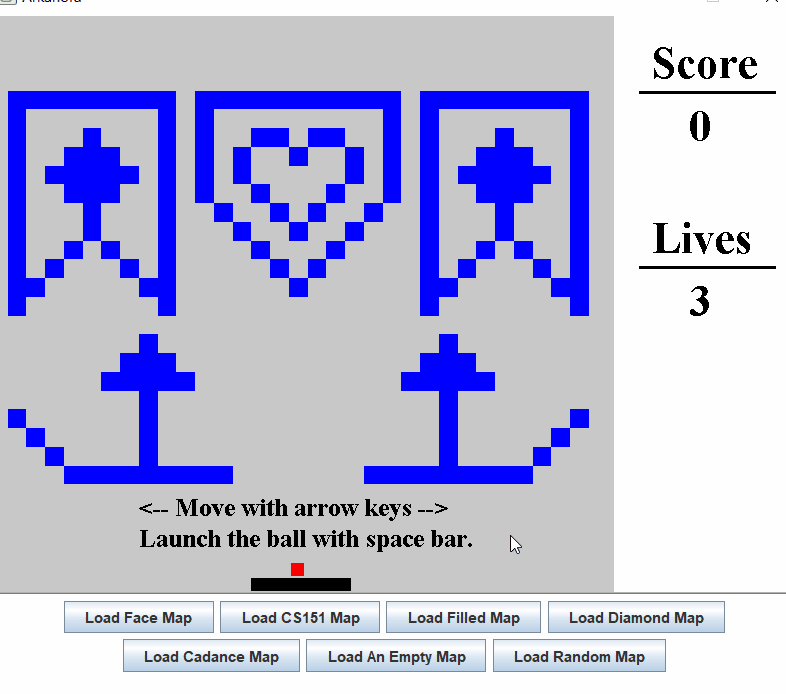 Score
0
Lives
3
<-- Move with arrow keys -->
Launch the ball with space bar.
Load Face Map
Load CS151 Map
Load Filled Map
Load Diamond Map
Load Cadance Map
Load An Empty Map
Load Random Map